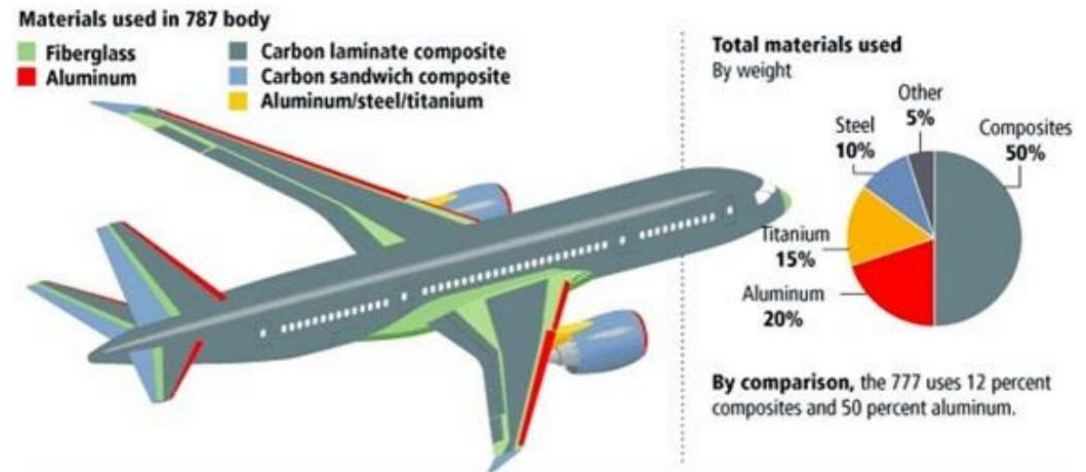 Materials used in 787 body
Fiberglass
Aluminum
Carbon laminate composite
Carbon sandwich composite
Aluminum/steel/titanium
Total materials used
By weight
Other
5%
Steel
10%
Composites
50%
Titanium
15%
Aluminum
20%
By comparison, the 777 uses 12 percent
composites and 50 percent aluminum.